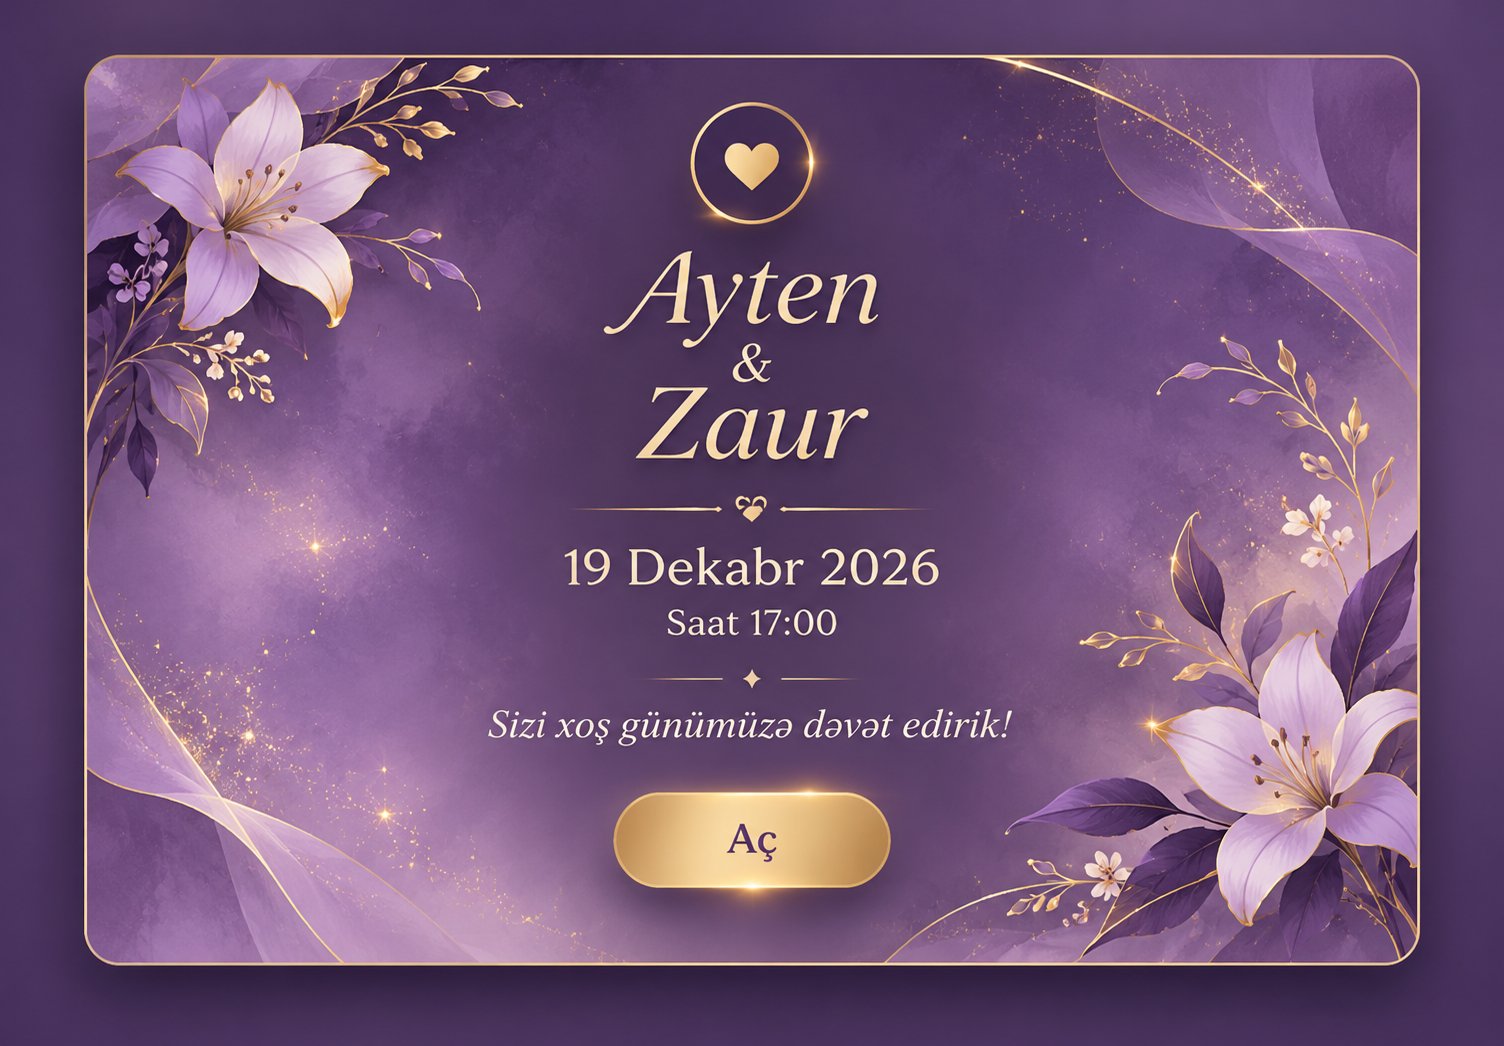 Ayten
&
Zaur
19 Dekabr 2026
Saat 17:00
Sizi xoş günümüzə dəvət edirik!
Aç